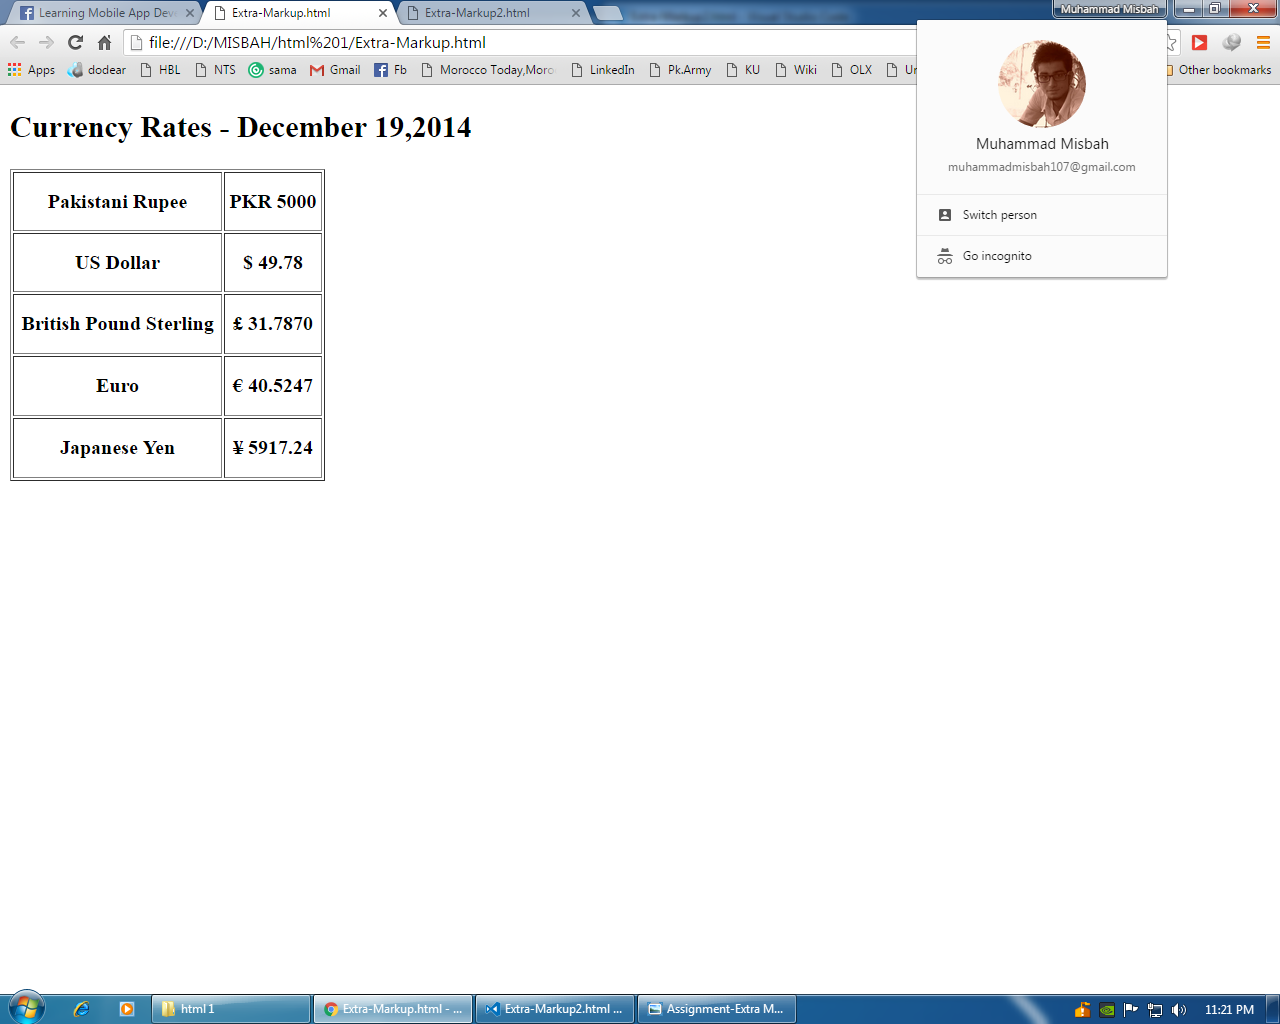 Learning Mobile App Deve
Extra-Markup.html
Extra-Markup2.html
Muhammad Misbah
file:///D:/MISBAH/html%201/Extra-Markup.html
Apps dodear HBL NTS sama Gmail Fb Morocco Today,Moro LinkedIn Pk.Army KU Wiki OLX Ur Other bookmarks
Muhammad Misbah
muhammadmisbah107@gmail.com
Switch person
Go incognito
Currency Rates - December 19,2014
Pakistani Rupee PKR 5000
US Dollar $ 49.78
British Pound Sterling £ 31.7870
Euro € 40.5247
Japanese Yen ¥ 5917.24
html 1 Extra-Markup.html - ... Extra-Markup2.html ... Assignment-Extra M... 11:21 PM